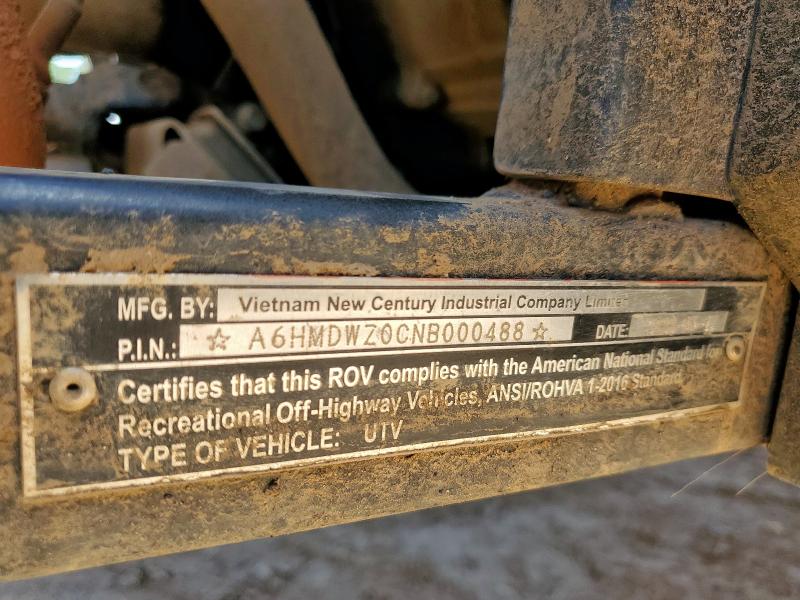 MFG. BY: Vietnam New Century Industrial Company Limited
P.I.N.: ☆ A6HMDWZ0CNB000488 ☆ DATE:
Certifies that this ROV complies with the American National Standard for
Recreational Off-Highway Vehicles, ANSI/ROHVA 1-2016 Standard.
TYPE OF VEHICLE: UTV